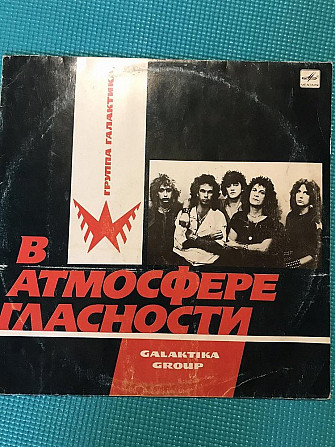 ГРУППА ГАЛАКТИКА
В
АТМОСФЕРЕ
ГЛАСНОСТИ
GALAKTIKA
GROUP